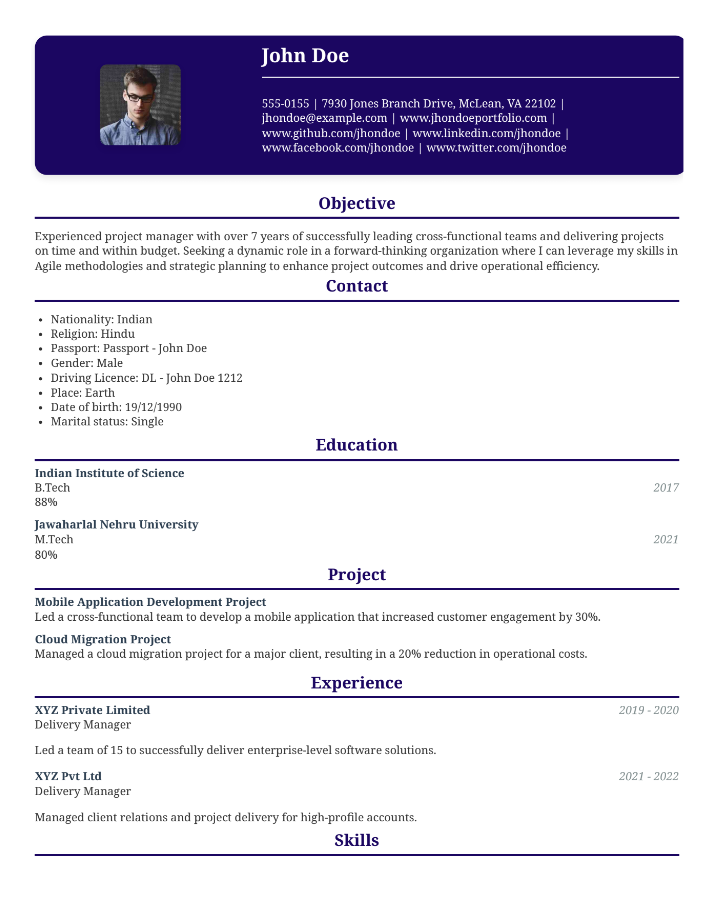 John Doe
555-0155 | 7930 Jones Branch Drive, McLean, VA 22102 |
jhondoe@example.com | www.jhondoeportfolio.com |
www.github.com/jhondoe | www.linkedin.com/jhondoe |
www.facebook.com/jhondoe | www.twitter.com/jhondoe
Objective
Experienced project manager with over 7 years of successfully leading cross-functional teams and delivering projects
on time and within budget. Seeking a dynamic role in a forward-thinking organization where I can leverage my skills in
Agile methodologies and strategic planning to enhance project outcomes and drive operational efficiency.
Contact
• Nationality: Indian
• Religion: Hindu
• Passport: Passport - John Doe
• Gender: Male
• Driving Licence: DL - John Doe 1212
• Place: Earth
• Date of birth: 19/12/1990
• Marital status: Single
Education
Indian Institute of Science
B.Tech 2017
88%
Jawaharlal Nehru University
M.Tech 2021
80%
Project
Mobile Application Development Project
Led a cross-functional team to develop a mobile application that increased customer engagement by 30%.
Cloud Migration Project
Managed a cloud migration project for a major client, resulting in a 20% reduction in operational costs.
Experience
XYZ Private Limited 2019 - 2020
Delivery Manager
Led a team of 15 to successfully deliver enterprise-level software solutions.
XYZ Pvt Ltd 2021 - 2022
Delivery Manager
Managed client relations and project delivery for high-profile accounts.
Skills